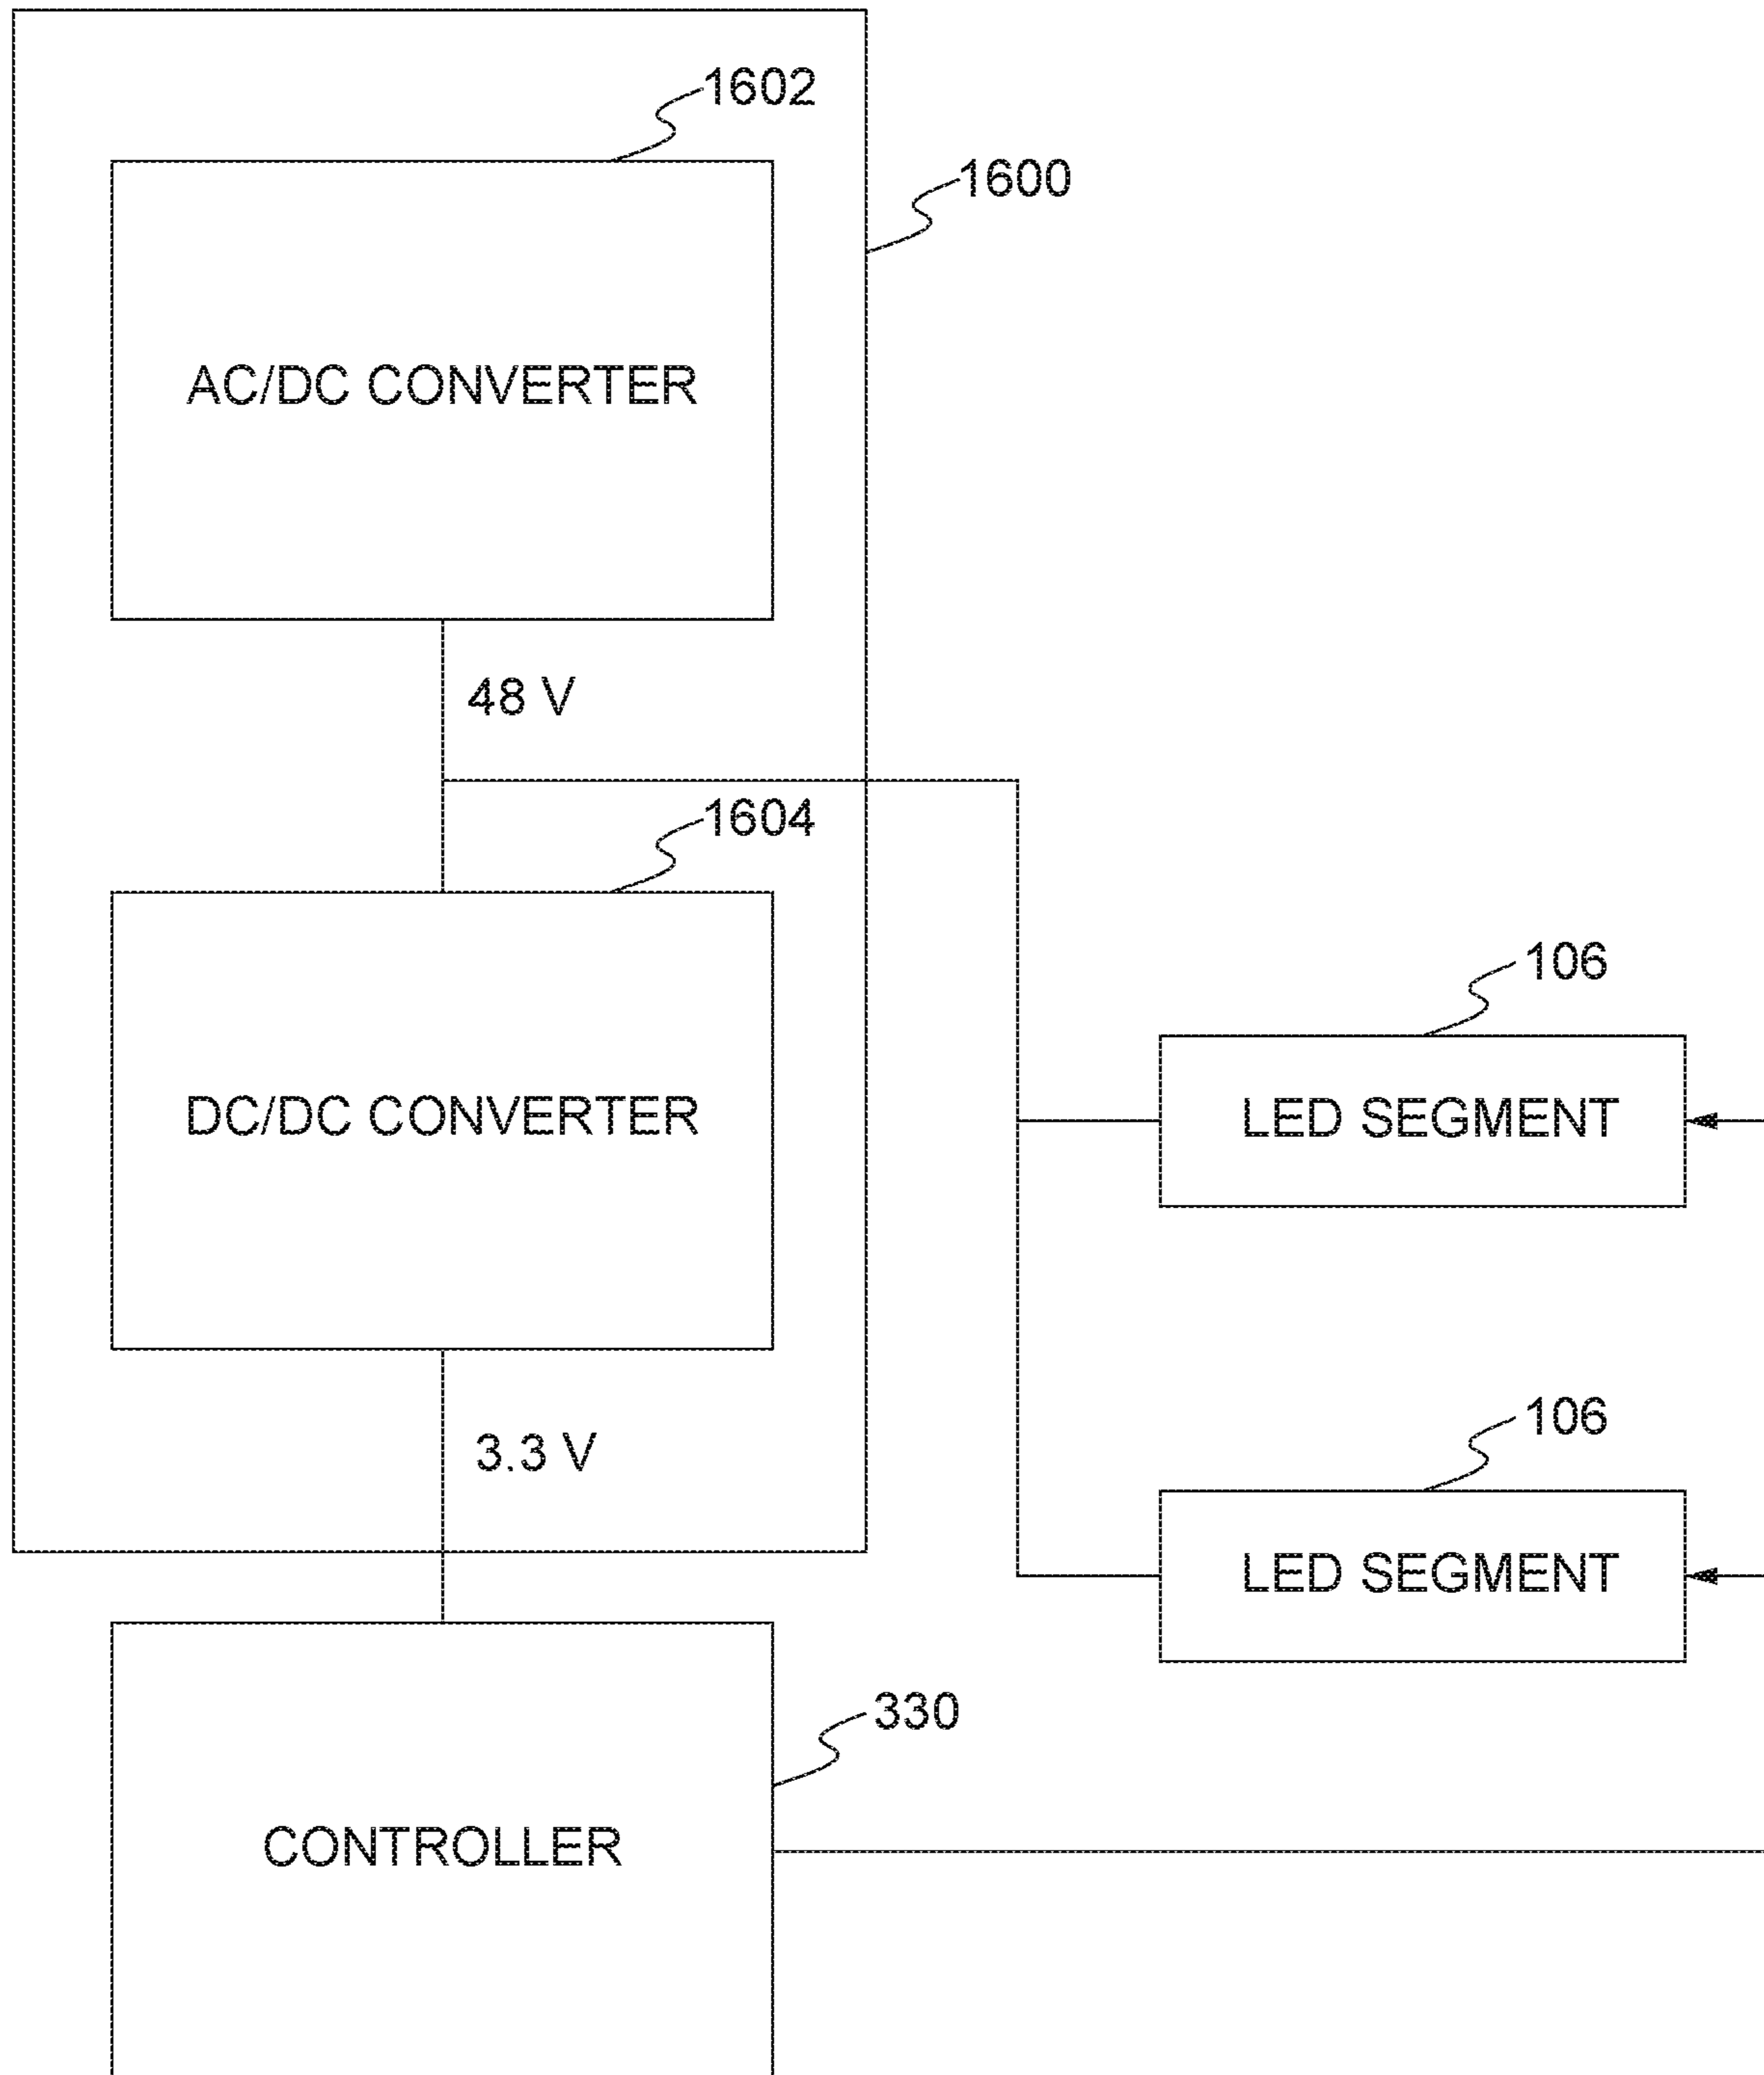 1602
1600
AC/DC CONVERTER
48 V
1604
106
DC/DC CONVERTER
LED SEGMENT
106
3.3 V
LED SEGMENT
330
CONTROLLER